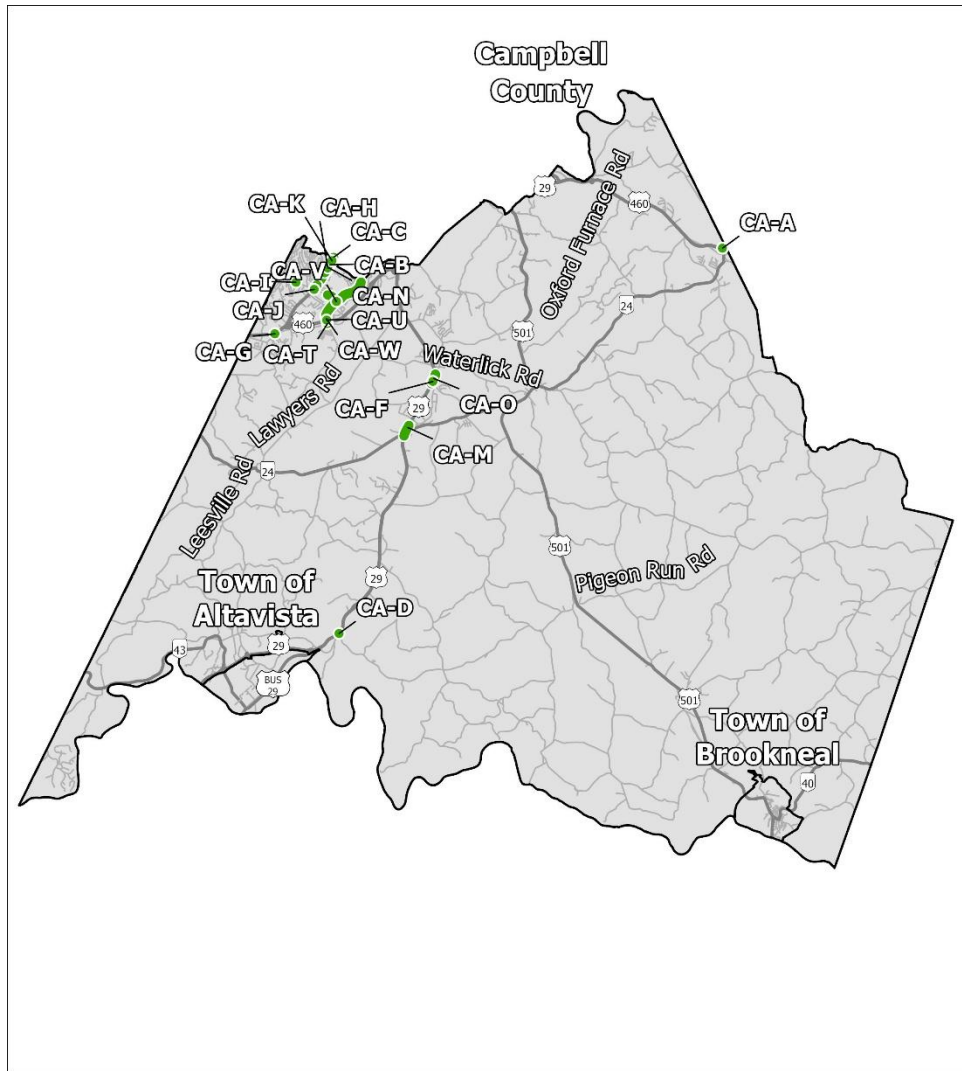 Campbell
County
29
Oxford Furnace Rd
460
CA-K
CA-H
CA-C
CA-A
CA-I
CA-V
CA-B
CA-J
CA-N
460
CA-U
24
CA-G
CA-T
CA-W
501
Waterlick Rd
Lawyers Rd
CA-F
29
CA-O
CA-M
24
Leesville Rd
501
29
Pigeon Run Rd
Town of
Altavista
CA-D
43
29
BUS
29
501
Town of
Brookneal
40